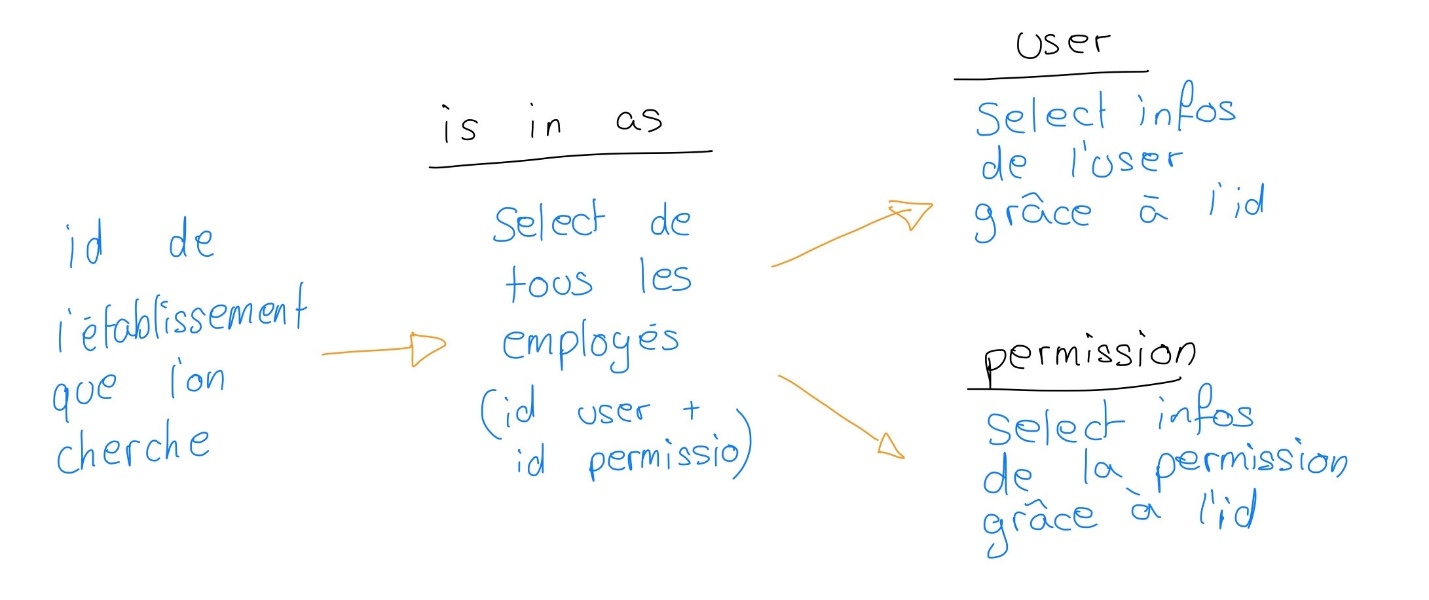 id de
l'établissement
que l'on
cherche
is in as
Select de
tous les
employés
(id user +
id permissio)
user
Select infos
de l'user
grâce à l'id
permission
Select infos
de la permission
grâce à l'id